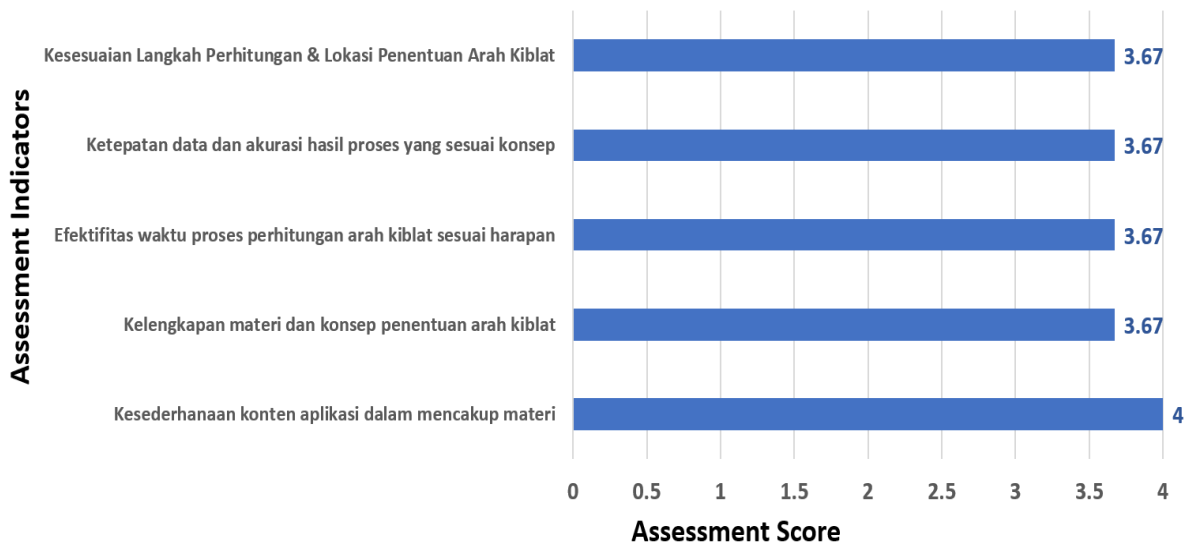 Assessment Indicators
Kesesuaian Langkah Perhitungan & Lokasi Penentuan Arah Kiblat
3.67
Ketepatan data dan akurasi hasil proses yang sesuai konsep
3.67
Efektifitas waktu proses perhitungan arah kiblat sesuai harapan
3.67
Kelengkapan materi dan konsep penentuan arah kiblat
3.67
Kesederhanaan konten aplikasi dalam mencakup materi
4
0 0.5 1 1.5 2 2.5 3 3.5 4
Assessment Score